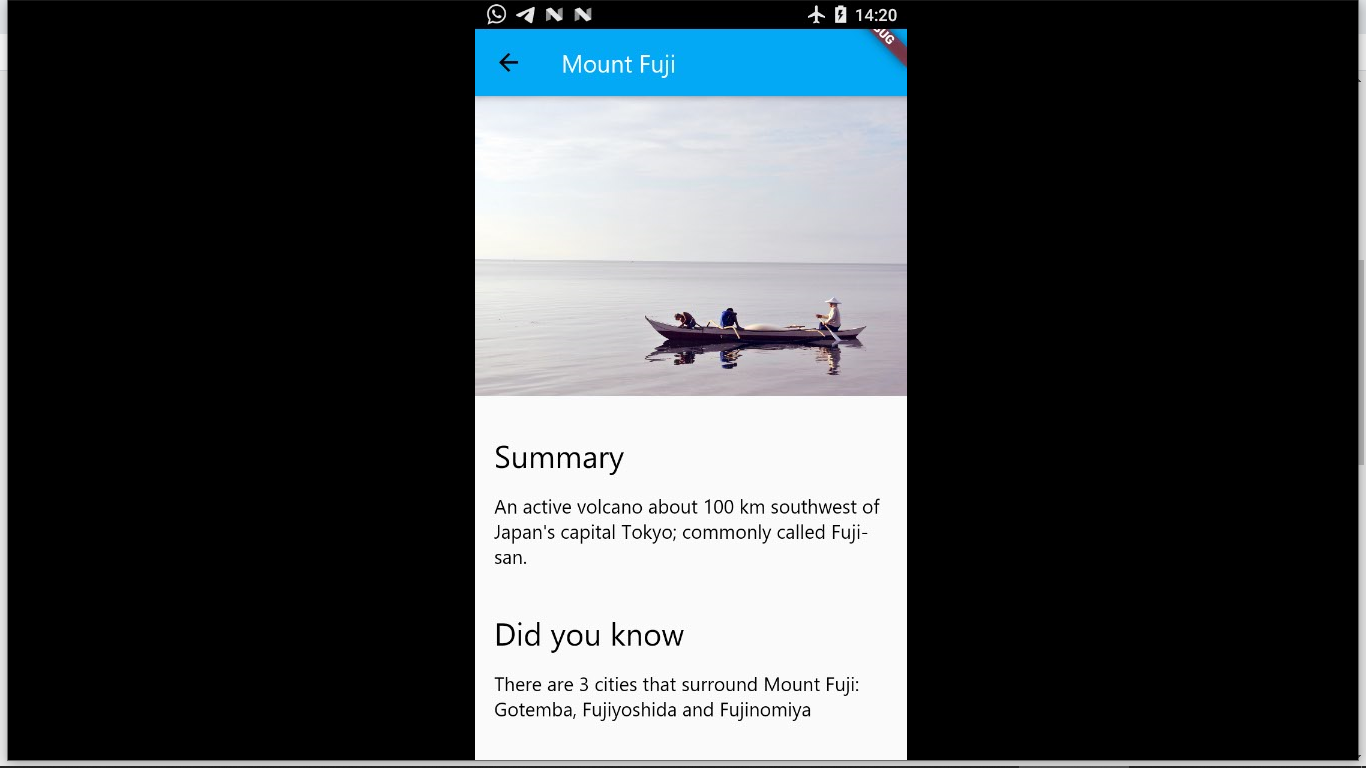 14:20
UG
Mount Fuji
Summary
An active volcano about 100 km southwest of
Japan's capital Tokyo; commonly called Fuji-
san.
Did you know
There are 3 cities that surround Mount Fuji:
Gotemba, Fujiyoshida and Fujinomiya